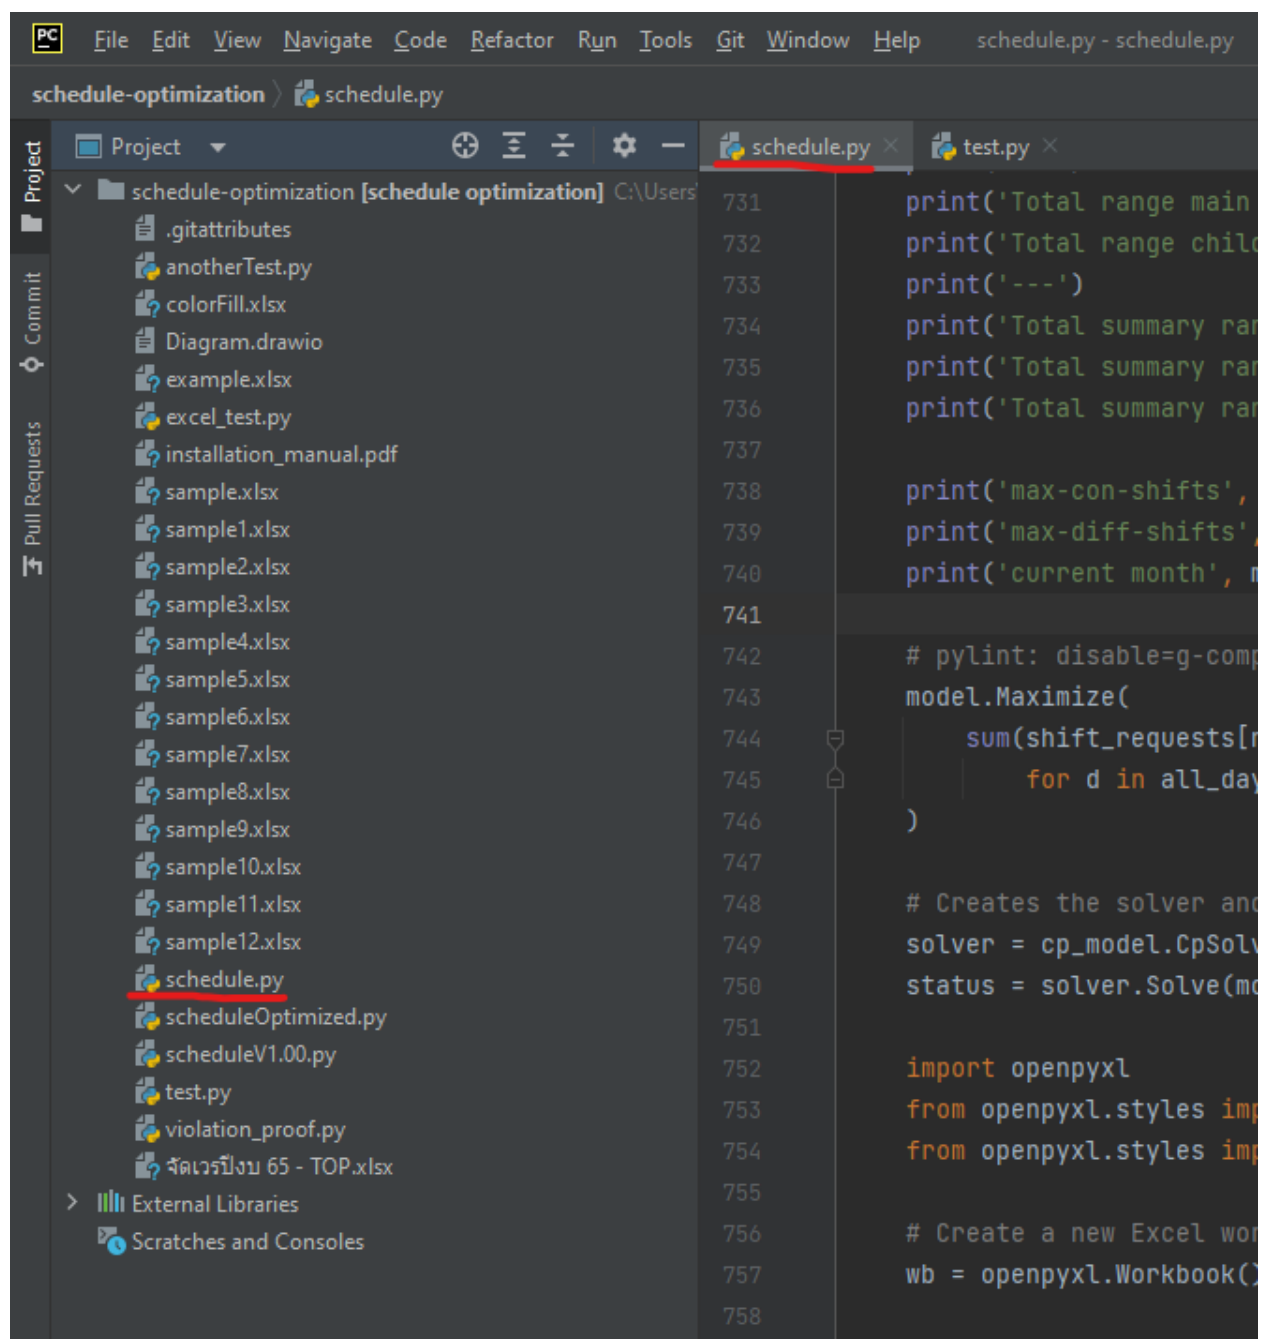 PC File Edit View Navigate Code Refactor Run Tools Git Window Help schedule.py - schedule.py
schedule-optimization schedule.py
Project
Commit
Pull Requests
Project
schedule-optimization [schedule optimization] C:\Users\
.gitattributes
anotherTest.py
colorFill.xlsx
Diagram.drawio
example.xlsx
excel_test.py
installation_manual.pdf
sample.xlsx
sample1.xlsx
sample2.xlsx
sample3.xlsx
sample4.xlsx
sample5.xlsx
sample6.xlsx
sample7.xlsx
sample8.xlsx
sample9.xlsx
sample10.xlsx
sample11.xlsx
sample12.xlsx
schedule.py
scheduleOptimized.py
scheduleV1.00.py
test.py
violation_proof.py
จัดเวรปีงบ 65 - TOP.xlsx
External Libraries
Scratches and Consoles
schedule.py test.py
731 print('Total range main
732 print('Total range chil
733 print('---')
734 print('Total summary ra
735 print('Total summary ra
736 print('Total summary ra
737
738 print('max-con-shifts',
739 print('max-diff-shifts',
740 print('current month',
741
742 # pylint: disable=g-com
743 model.Maximize(
744 sum(shift_requests[
745 for d in all_day
746 )
747
748 # Creates the solver and
749 solver = cp_model.CpSolv
750 status = solver.Solve(mo
751
752 import openpyxl
753 from openpyxl.styles imp
754 from openpyxl.styles imp
755
756 # Create a new Excel wor
757 wb = openpyxl.Workbook()
758